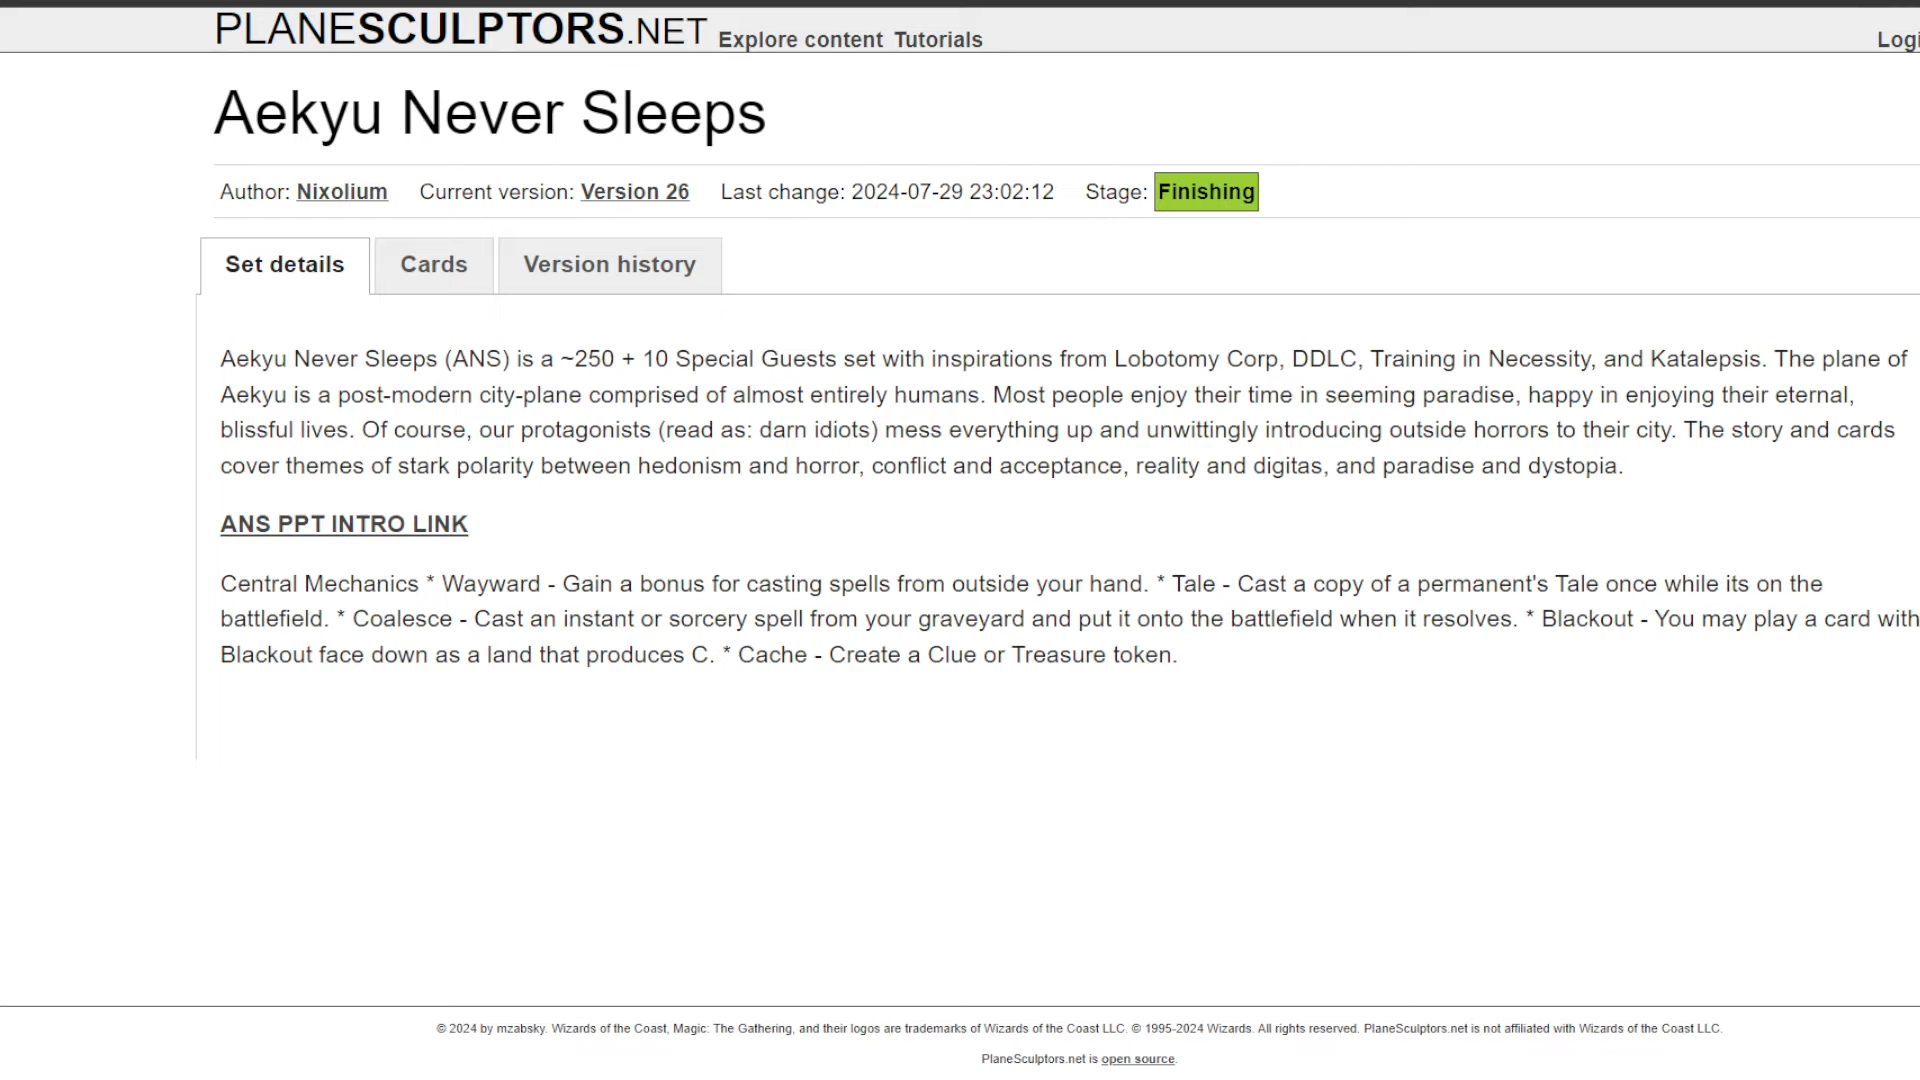 PLANESCULPTORS.NET Explore content Tutorials Logi
Aekyu Never Sleeps
Author: Nixolium Current version: Version 26 Last change: 2024-07-29 23:02:12 Stage: Finishing
Set details Cards Version history
Aekyu Never Sleeps (ANS) is a ~250 + 10 Special Guests set with inspirations from Lobotomy Corp, DDLC, Training in Necessity, and Katalepsis. The plane of
Aekyu is a post-modern city-plane comprised of almost entirely humans. Most people enjoy their time in seeming paradise, happy in enjoying their eternal,
blissful lives. Of course, our protagonists (read as: darn idiots) mess everything up and unwittingly introducing outside horrors to their city. The story and cards
cover themes of stark polarity between hedonism and horror, conflict and acceptance, reality and digitas, and paradise and dystopia.
ANS PPT INTRO LINK
Central Mechanics * Wayward - Gain a bonus for casting spells from outside your hand. * Tale - Cast a copy of a permanent's Tale once while its on the
battlefield. * Coalesce - Cast an instant or sorcery spell from your graveyard and put it onto the battlefield when it resolves. * Blackout - You may play a card with
Blackout face down as a land that produces C. * Cache - Create a Clue or Treasure token.
© 2024 by mzabsky. Wizards of the Coast, Magic: The Gathering, and their logos are trademarks of Wizards of the Coast LLC. © 1995-2024 Wizards. All rights reserved. PlaneSculptors.net is not affiliated with Wizards of the Coast LLC.
PlaneSculptors.net is open source.